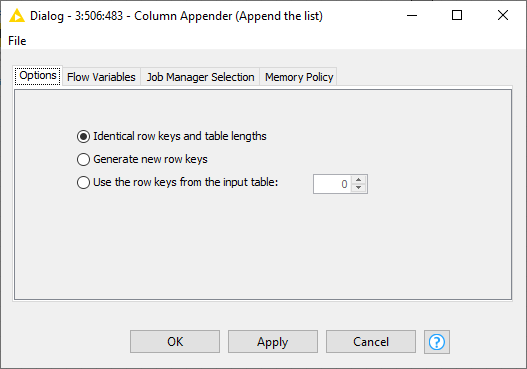 Dialog - 3:506:483 - Column Appender (Append the list)
File
Options Flow Variables Job Manager Selection Memory Policy
Identical row keys and table lengths
Generate new row keys
Use the row keys from the input table: 0
OK Apply Cancel ?